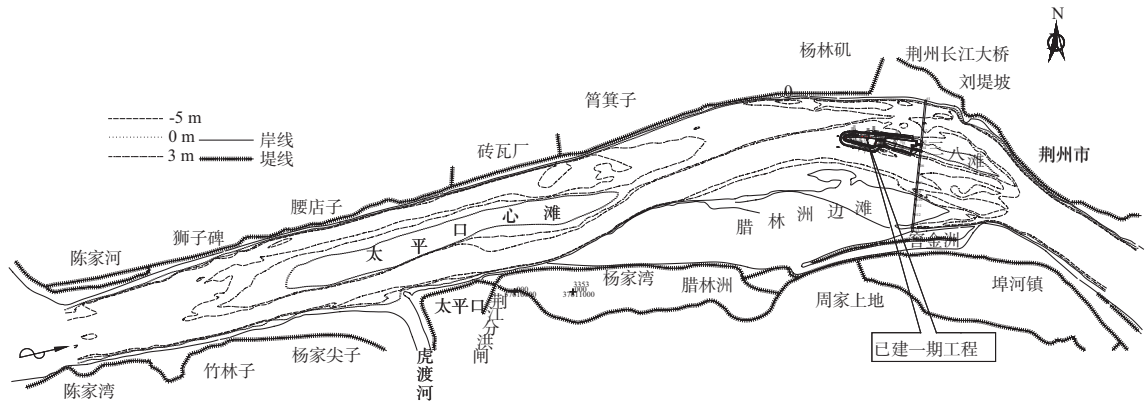 N
杨林矶
荆州长江大桥
刘堤坡
0
筲箕子
-5 m
0 m
岸线
3 m
堤线
砖瓦厂
荆州市
八滩
腰店子
心滩
太平口
腊林洲边滩
狮子碑
陈家河
杨家湾
腊林洲
埠河镇
周家上地
太平口
荆江分洪闸
虎渡河
已建一期工程
杨家尖子
竹林子
陈家湾